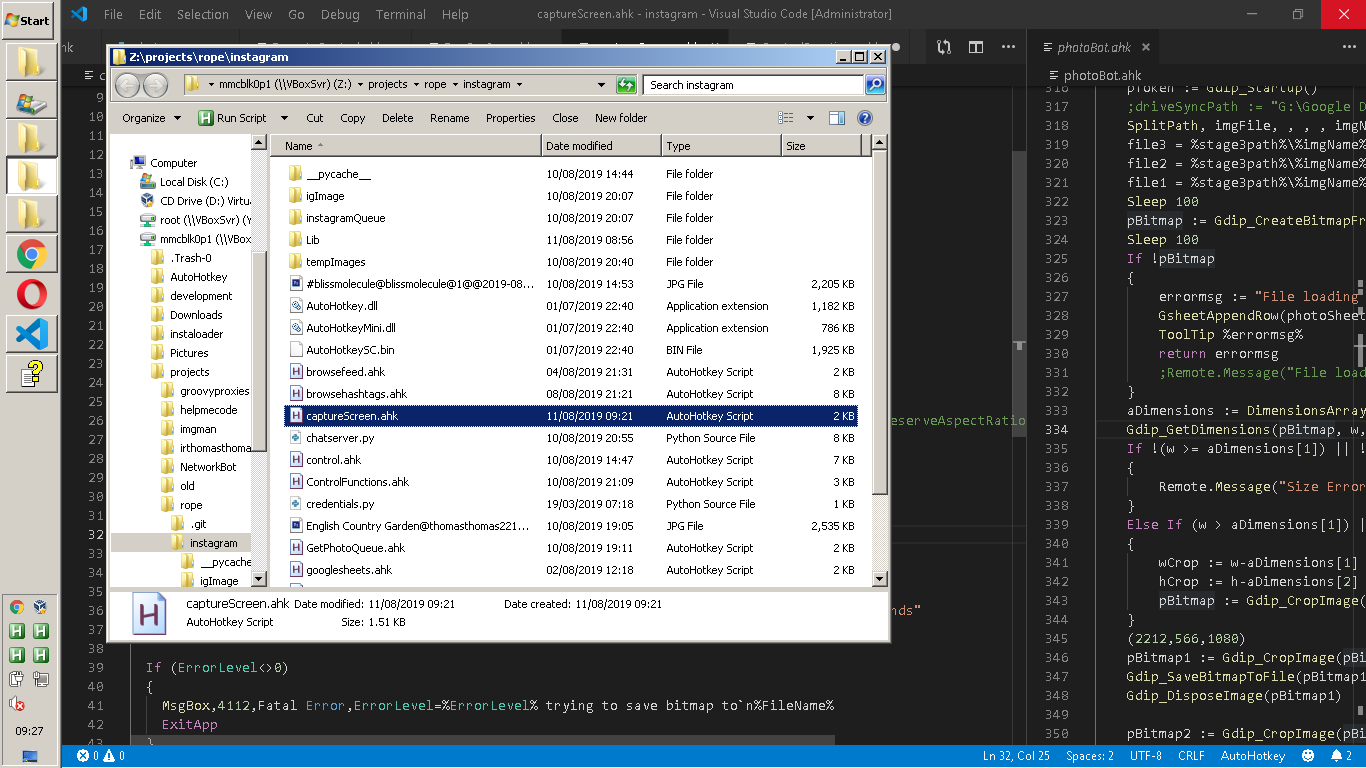 Start
File Edit Selection View Go Debug Terminal Help
captureScreen.ahk - instagram - Visual Studio Code [Administrator]
photoBot.ahk
photoBot.ahk
Z:\projects\rope\instagram
mmcblk0p1 (\\VBoxSvr) (Z:) projects rope instagram
Search instagram
Organize Run Script Cut Copy Delete Rename Properties Close New folder
Computer
Local Disk (C:)
CD Drive (D:) Virtua
root (\\VBoxSvr) (Y
mmcblk0p1 (\\VBox
.Trash-0
AutoHotkey
development
Downloads
instaloader
Pictures
projects
groovyproxies
helpmecode
imgman
irthomasthoma
NetworkBot
old
rope
.git
instagram
__pycache
igImage
Name Date modified Type Size
__pycache__ 10/08/2019 14:44 File folder
igImage 10/08/2019 20:07 File folder
instagramQueue 10/08/2019 20:07 File folder
Lib 11/08/2019 08:56 File folder
tempImages 10/08/2019 20:40 File folder
#blissmolecule@blissmolecule@1@@2019-08... 10/08/2019 14:53 JPG File 2,205 KB
AutoHotkey.dll 01/07/2019 22:40 Application extension 1,182 KB
AutoHotkeyMini.dll 01/07/2019 22:40 Application extension 786 KB
AutoHotkeySC.bin 01/07/2019 22:40 BIN File 1,925 KB
browsefeed.ahk 04/08/2019 21:31 AutoHotkey Script 2 KB
browsehashtags.ahk 08/08/2019 21:21 AutoHotkey Script 8 KB
captureScreen.ahk 11/08/2019 09:21 AutoHotkey Script 2 KB
chatserver.py 10/08/2019 20:55 Python Source File 8 KB
control.ahk 10/08/2019 14:47 AutoHotkey Script 7 KB
ControlFunctions.ahk 10/08/2019 21:09 AutoHotkey Script 3 KB
credentials.py 19/03/2019 07:18 Python Source File 1 KB
English Country Garden@thomasthomas221... 10/08/2019 19:05 JPG File 2,535 KB
GetPhotoQueue.ahk 10/08/2019 19:11 AutoHotkey Script 2 KB
googlesheets.ahk 02/08/2019 12:18 AutoHotkey Script 2 KB
captureScreen.ahk Date modified: 11/08/2019 09:21 Date created: 11/08/2019 09:21
AutoHotkey Script Size: 1.51 KB
9
10
11
12
13
14
15
16
17
18
19
20
21
22
23
24
25
26 eserveAspectRatio
27
28
29
30
31
32
33
34
35
36 nds"
37
38
39 If (ErrorLevel<>0)
40 {
41 MsgBox,4112,Fatal Error,ErrorLevel=%ErrorLevel% trying to save bitmap to`n%FileName%
42 ExitApp
43 }
316 pToken := Gdip_Startup()
317 ;driveSyncPath := "G:\Google D
318 SplitPath, imgFile, , , , imgN
319 file3 = %stage3path%\%imgName%
320 file2 = %stage3path%\%imgName%
321 file1 = %stage3path%\%imgName%
322 Sleep 100
323 pBitmap := Gdip_CreateBitmapFr
324 Sleep 100
325 If !pBitmap
326 {
327 errormsg := "File loading
328 GsheetAppendRow(photoSheet
329 ToolTip %errormsg%
330 return errormsg
331 ;Remote.Message("File load
332 }
333 aDimensions := DimensionsArray
334 Gdip_GetDimensions(pBitmap, w,
335 If !(w >= aDimensions[1]) || !
336 {
337 Remote.Message("Size Error
338 }
339 Else If (w > aDimensions[1]) |
340 {
341 wCrop := w-aDimensions[1]
342 hCrop := h-aDimensions[2]
343 pBitmap := Gdip_CropImage(
344 }
345 (2212,566,1080)
346 pBitmap1 := Gdip_CropImage(pBi
347 Gdip_SaveBitmapToFile(pBitmap1
348 Gdip_DisposeImage(pBitmap1)
349
350 pBitmap2 := Gdip_CropImage(pBi
09:27
0 0 Ln 32, Col 25 Spaces: 2 UTF-8 CRLF AutoHotkey 2